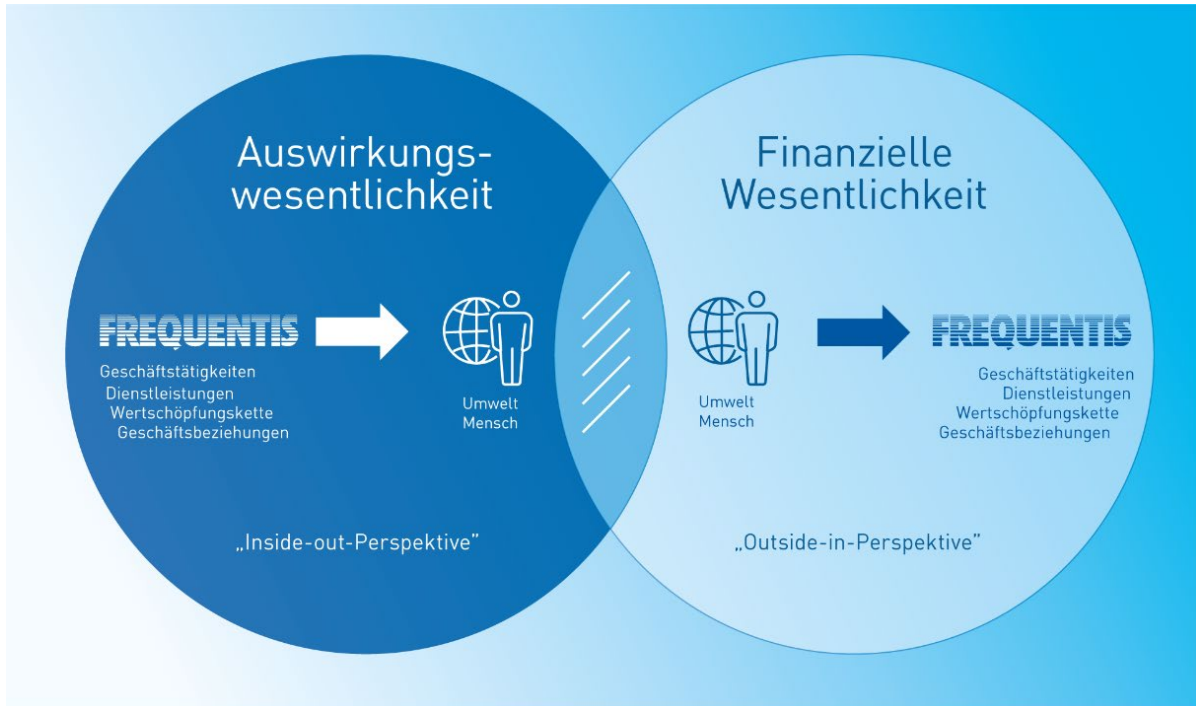 Auswirkungs-
wesentlichkeit
FREQUENTIS
Geschäftstätigkeiten
Dienstleistungen
Wertschöpfungskette
Geschäftsbeziehungen
Umwelt
Mensch
„Inside-out-Perspektive”
Finanzielle
Wesentlichkeit
Umwelt
Mensch
FREQUENTIS
Geschäftstätigkeiten
Dienstleistungen
Wertschöpfungskette
Geschäftsbeziehungen
„Outside-in-Perspektive”